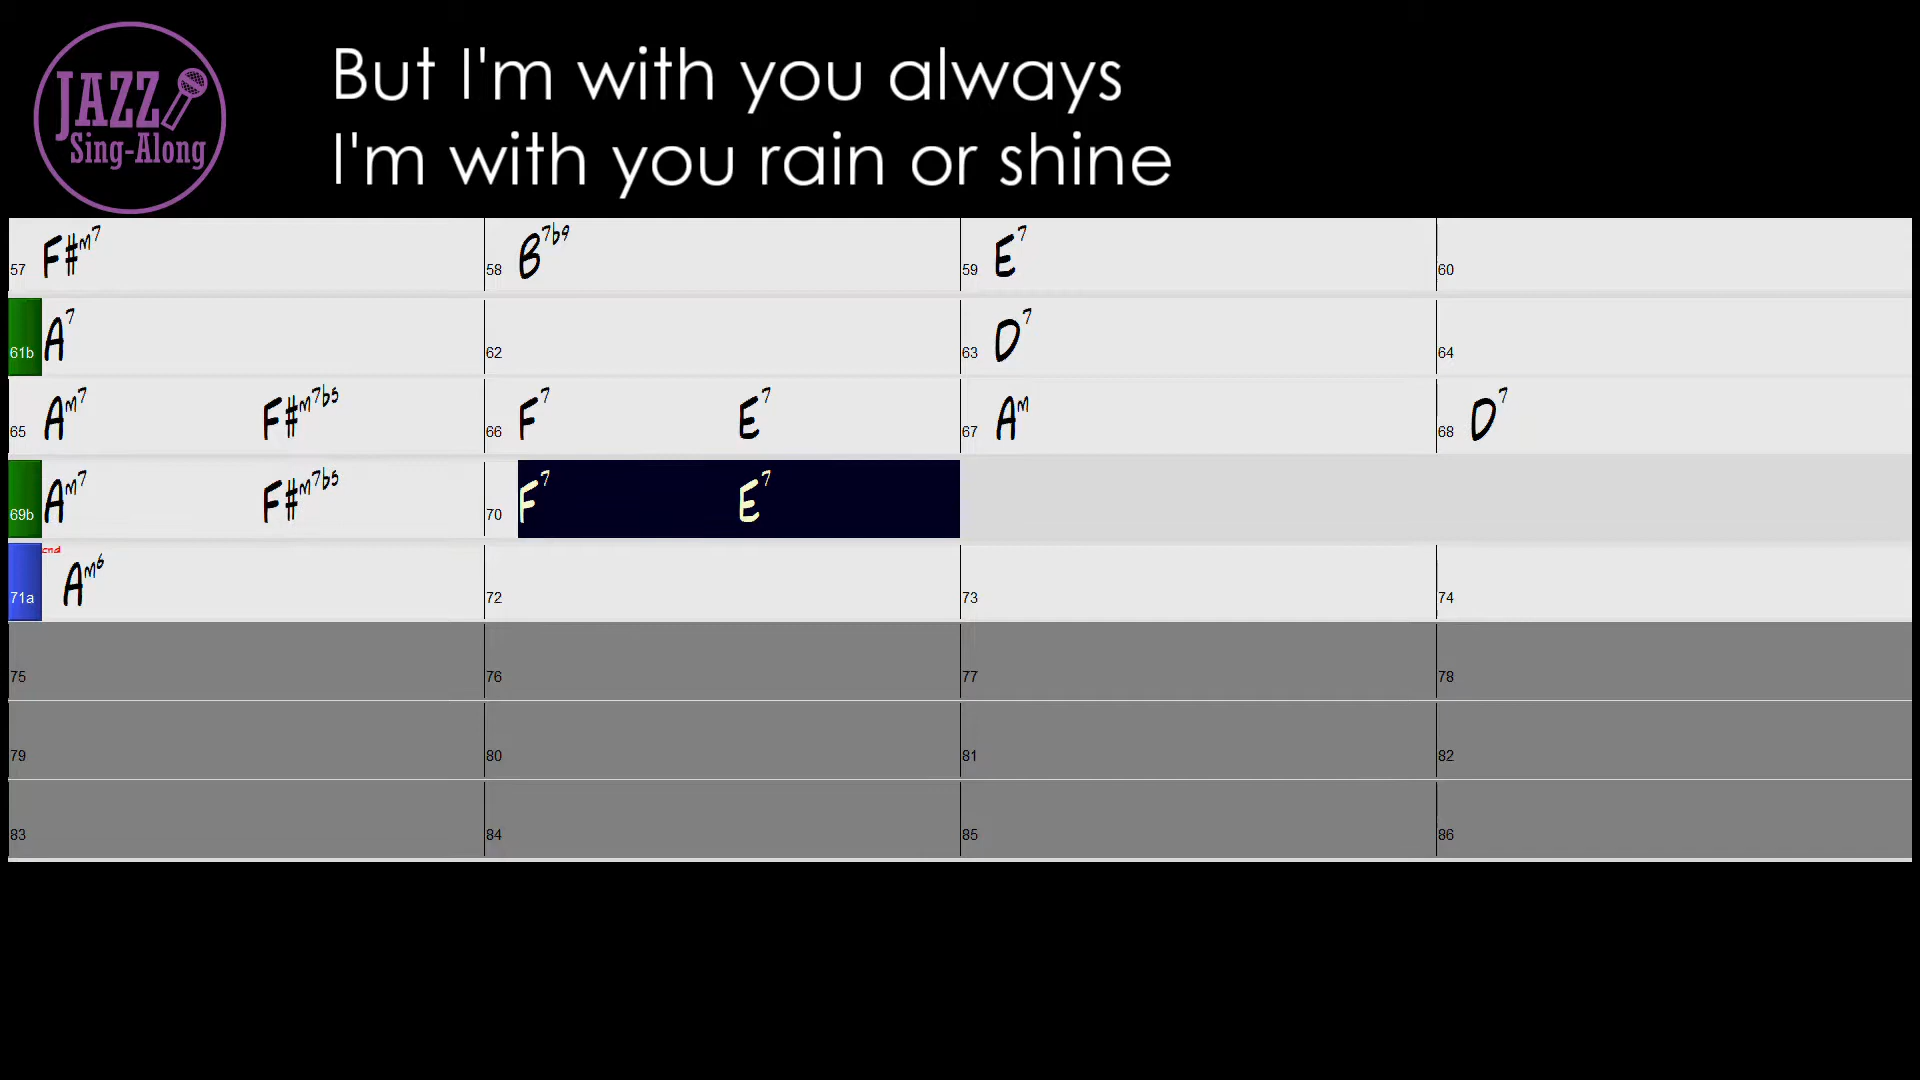 JAZZ
Sing-Along
But I'm with you always
I'm with you rain or shine
57 F#m7 58 B7b9 59 E7 60
61b A7 62 63 D7 64
65 Am7 F#m7b5 66 F7 E7 67 Am 68 D7
69b Am7 F#m7b5 70 F7 E7
71a end Am6 72 73 74
75 76 77 78
79 80 81 82
83 84 85 86